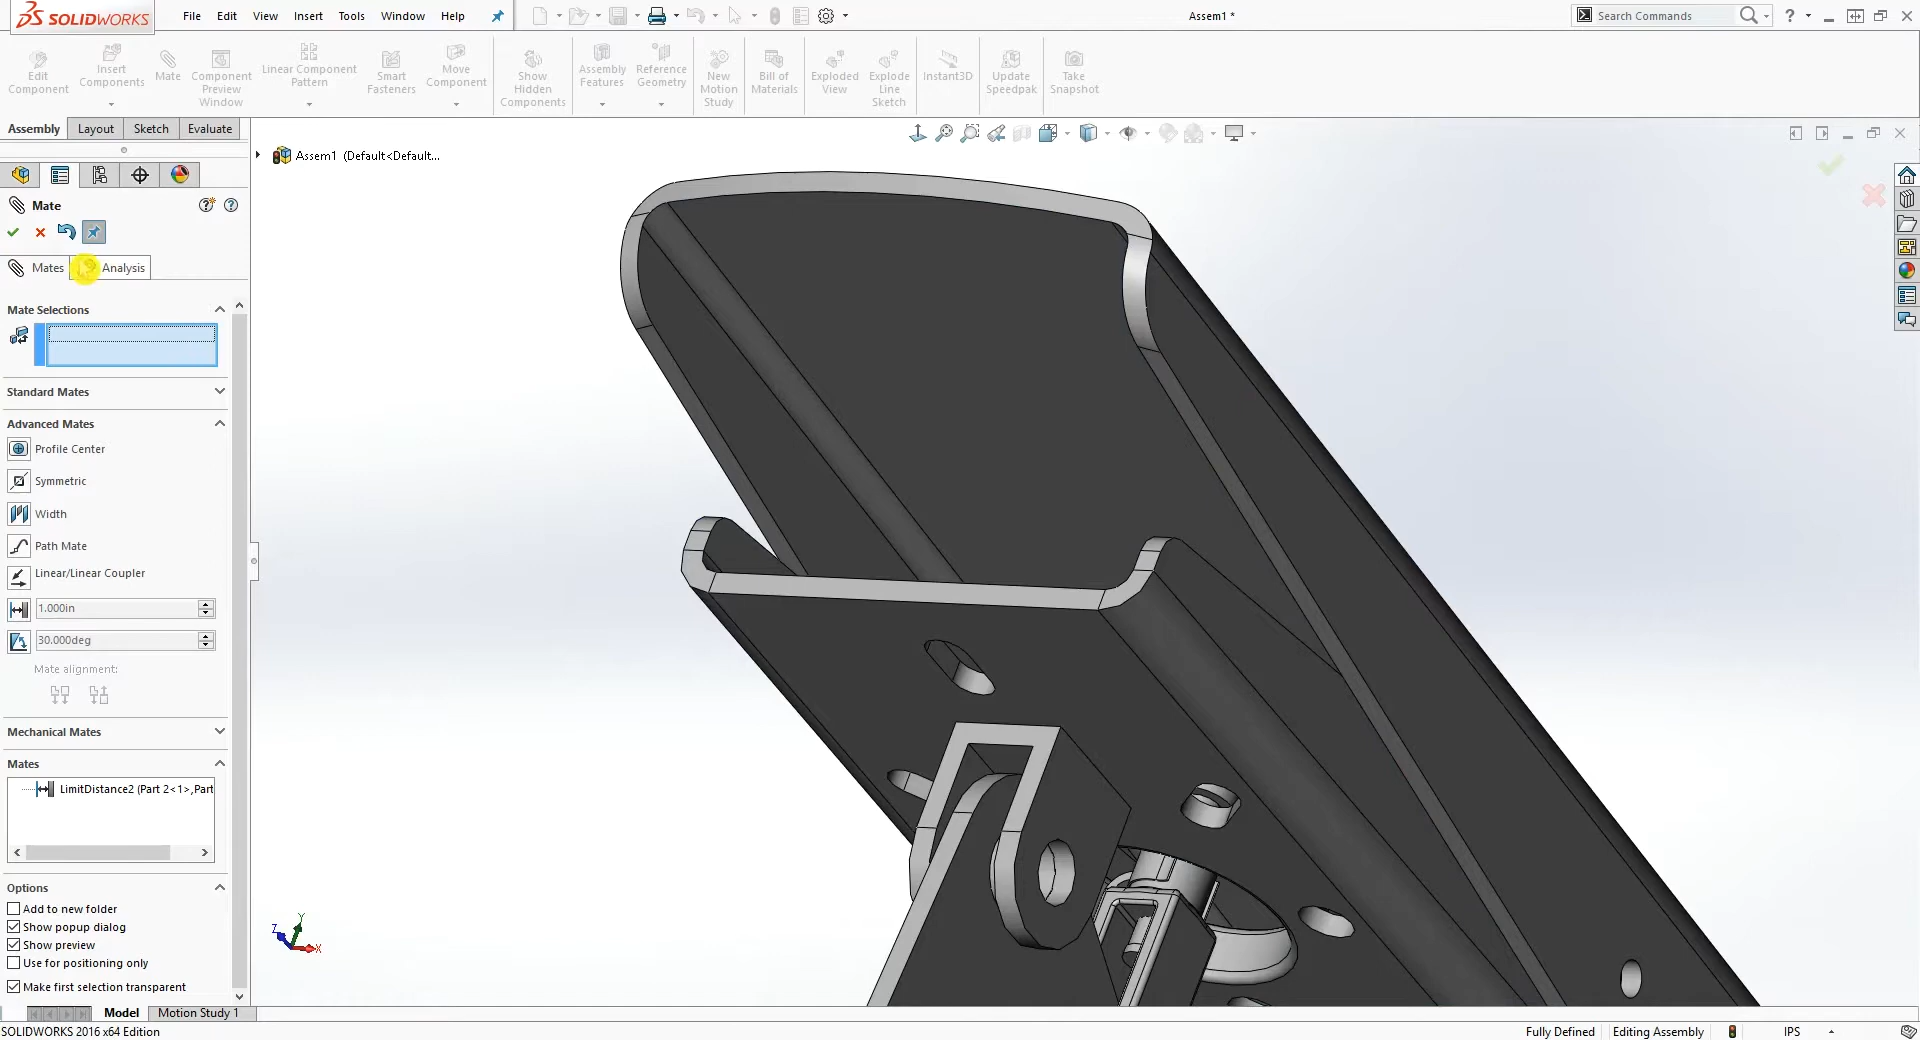 SOLIDWORKS
File Edit View Insert Tools Window Help
Assem1 *
Search Commands
?
Edit Component
Insert Components
Mate
Component Preview Window
Linear Component Pattern
Smart Fasteners
Move Component
Show Hidden Components
Assembly Features
Reference Geometry
New Motion Study
Bill of Materials
Exploded View
Explode Line Sketch
Instant3D
Update Speedpak
Take Snapshot
Assembly Layout Sketch Evaluate
Assem1 (Default<Default...
Mate
Mates Analysis
Mate Selections
Standard Mates
Advanced Mates
Profile Center
Symmetric
Width
Path Mate
Linear/Linear Coupler
1.000in
30.000deg
Mate alignment:
Mechanical Mates
Mates
LimitDistance2 (Part 2<1>,Part
Options
Add to new folder
Show popup dialog
Show preview
Use for positioning only
Make first selection transparent
Y
Z
X
Model Motion Study 1
SOLIDWORKS 2016 x64 Edition
Fully Defined Editing Assembly IPS